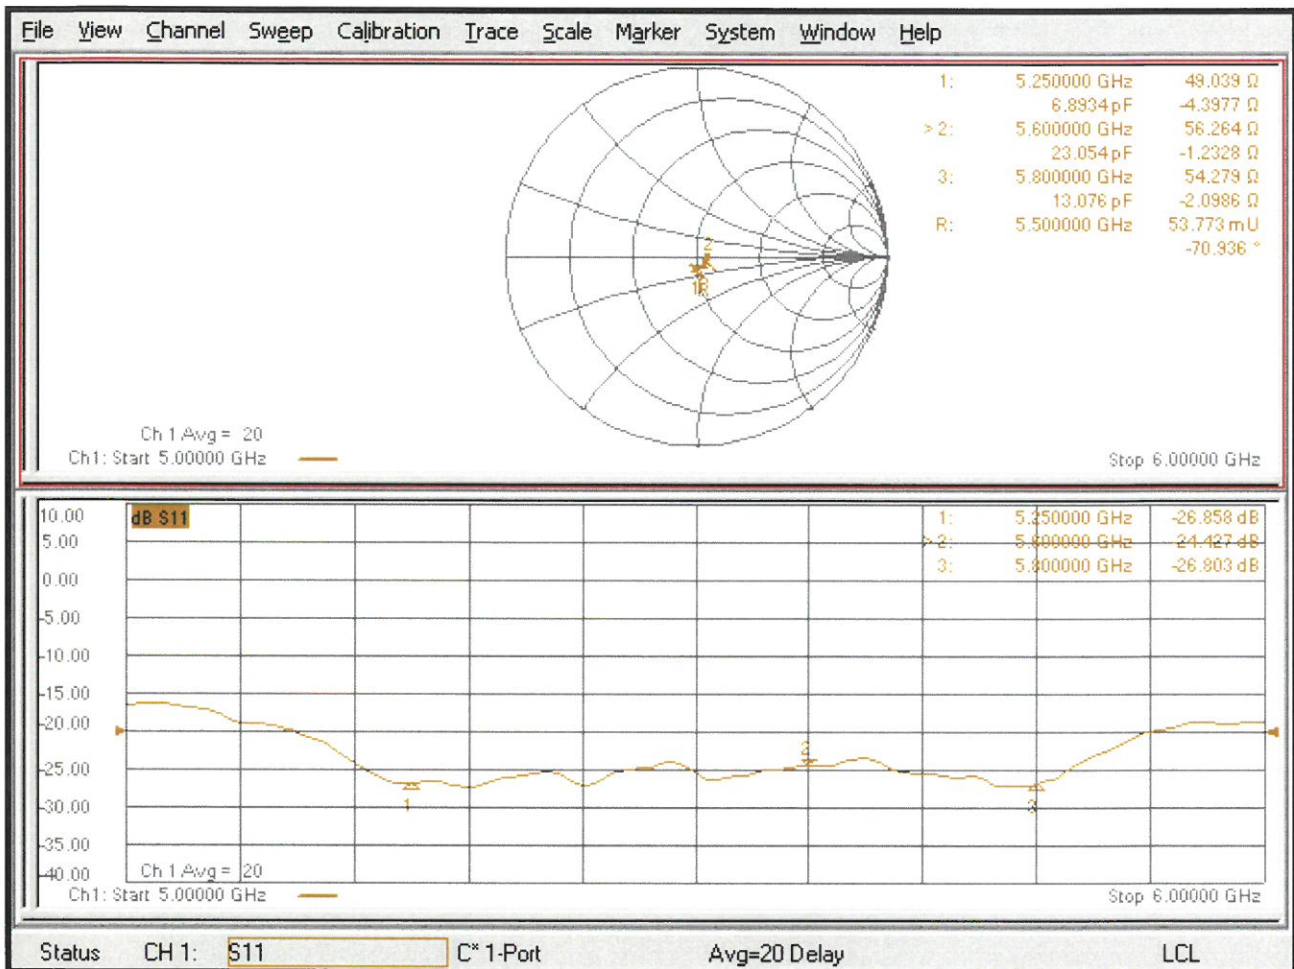 File View Channel Sweep Calibration Trace Scale Marker System Window Help
1: 5.250000 GHz 49.039 Ω
6.8934 pF -4.3977 Ω
> 2: 5.600000 GHz 56.264 Ω
23.054 pF -1.2328 Ω
3: 5.800000 GHz 54.279 Ω
13.076 pF -2.0986 Ω
R: 5.500000 GHz 53.773 mU
-70.936 °
2
1R
Ch 1 Avg = 20
Ch1: Start 5.00000 GHz Stop 6.00000 GHz
10.00 dB S11 1: 5.250000 GHz -26.858 dB
5.00 > 2: 5.600000 GHz -24.427 dB
3: 5.800000 GHz -26.803 dB
0.00
-5.00
-10.00
-15.00
-20.00
2
-25.00
-30.00 1 3
-35.00
-40.00 Ch 1 Avg = 20
Ch1: Start 5.00000 GHz Stop 6.00000 GHz
Status CH 1: S11 C* 1-Port Avg=20 Delay LCL